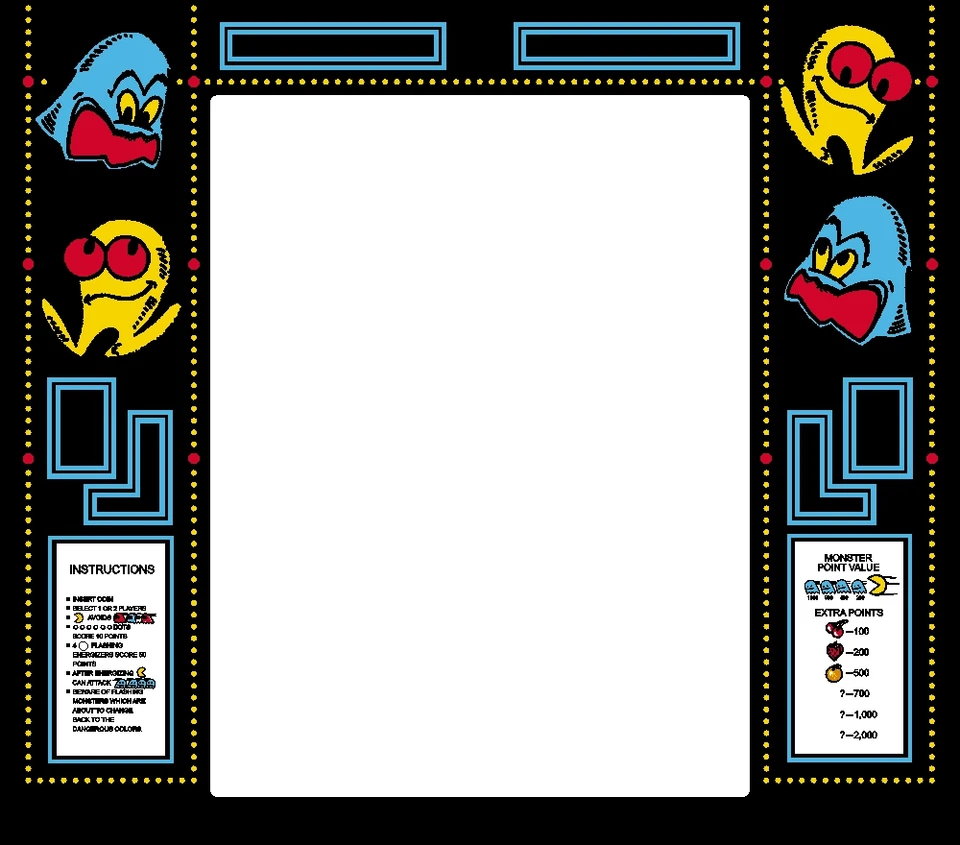 INSTRUCTIONS
INSERT COIN
SELECT 1 OR 2 PLAYERS
AVOIDS
DOTS
SCORE 10 POINTS
4 FLASHING
ENERGIZERS SCORE 50
POINTS
AFTER ENERGIZING
CAN ATTACK
BEWARE OF FLASHING
MONSTERS WHICH ARE
ABOUT TO CHANGE
BACK TO THE
DANGEROUS COLORS.
MONSTER
POINT VALUE
EXTRA POINTS
–100
–200
–500
?–700
?–1,000
?–2,000